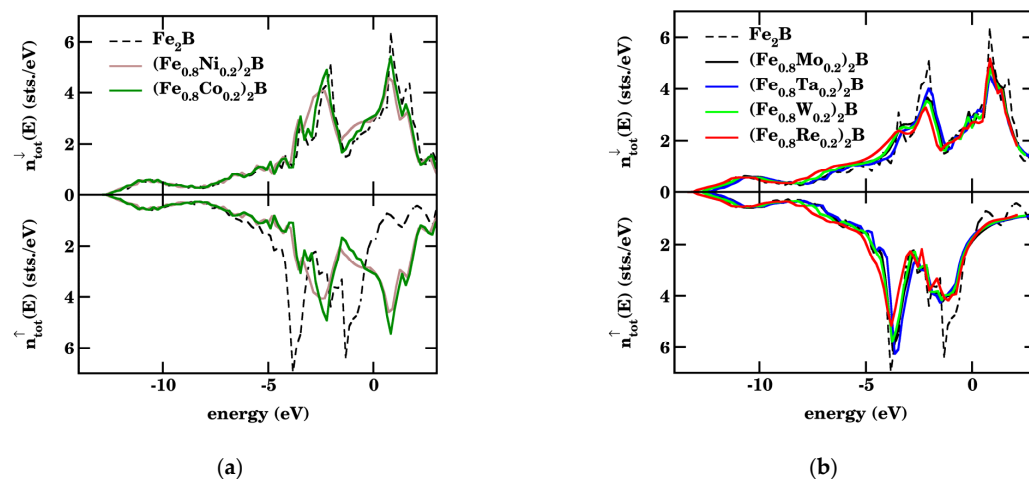 n↓tot(E) (sts./eV)
6
4
2
0
Fe₂B
(Fe₀.₈Ni₀.₂)₂B
(Fe₀.₈Co₀.₂)₂B
n↑tot(E) (sts./eV)
2
4
6
-10
-5
0
energy (eV)
(a)
n↓tot(E) (sts./eV)
6
4
2
0
Fe₂B
(Fe₀.₈Mo₀.₂)₂B
(Fe₀.₈Ta₀.₂)₂B
(Fe₀.₈W₀.₂)₂B
(Fe₀.₈Re₀.₂)₂B
n↑tot(E) (sts./eV)
2
4
6
-10
-5
0
energy (eV)
(b)